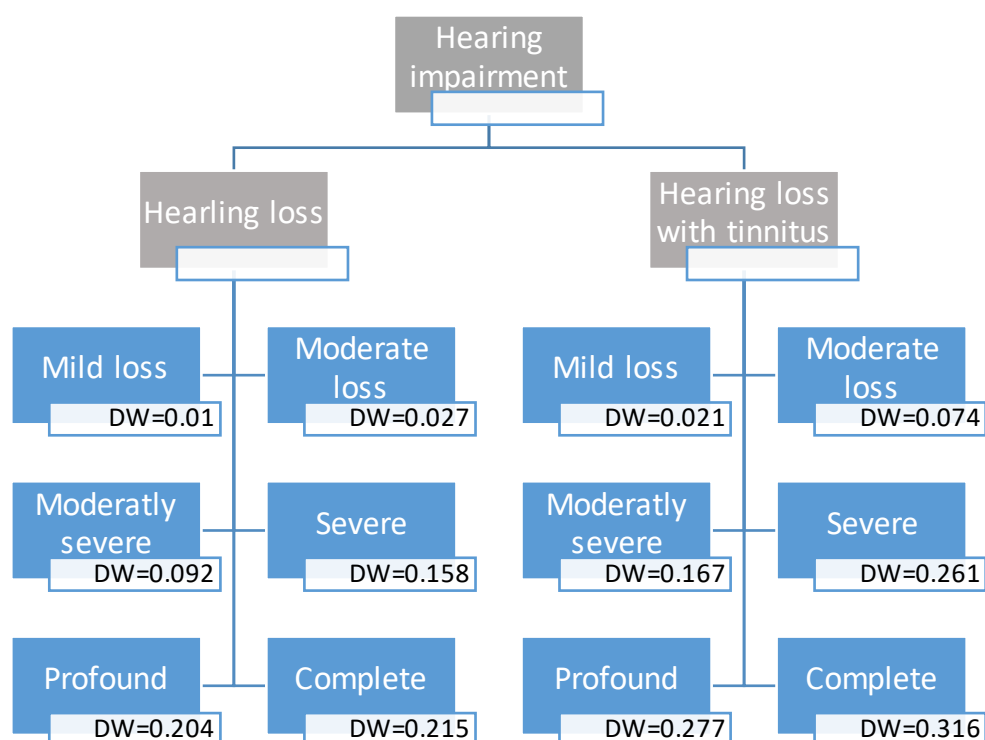 Hearing
impairment
Hearling loss
Hearing loss
with tinnitus
Mild loss
DW=0.01
Moderate
loss
DW=0.027
Moderatly
severe
DW=0.092
Severe
DW=0.158
Profound
DW=0.204
Complete
DW=0.215
Mild loss
DW=0.021
Moderate
loss
DW=0.074
Moderatly
severe
DW=0.167
Severe
DW=0.261
Profound
DW=0.277
Complete
DW=0.316